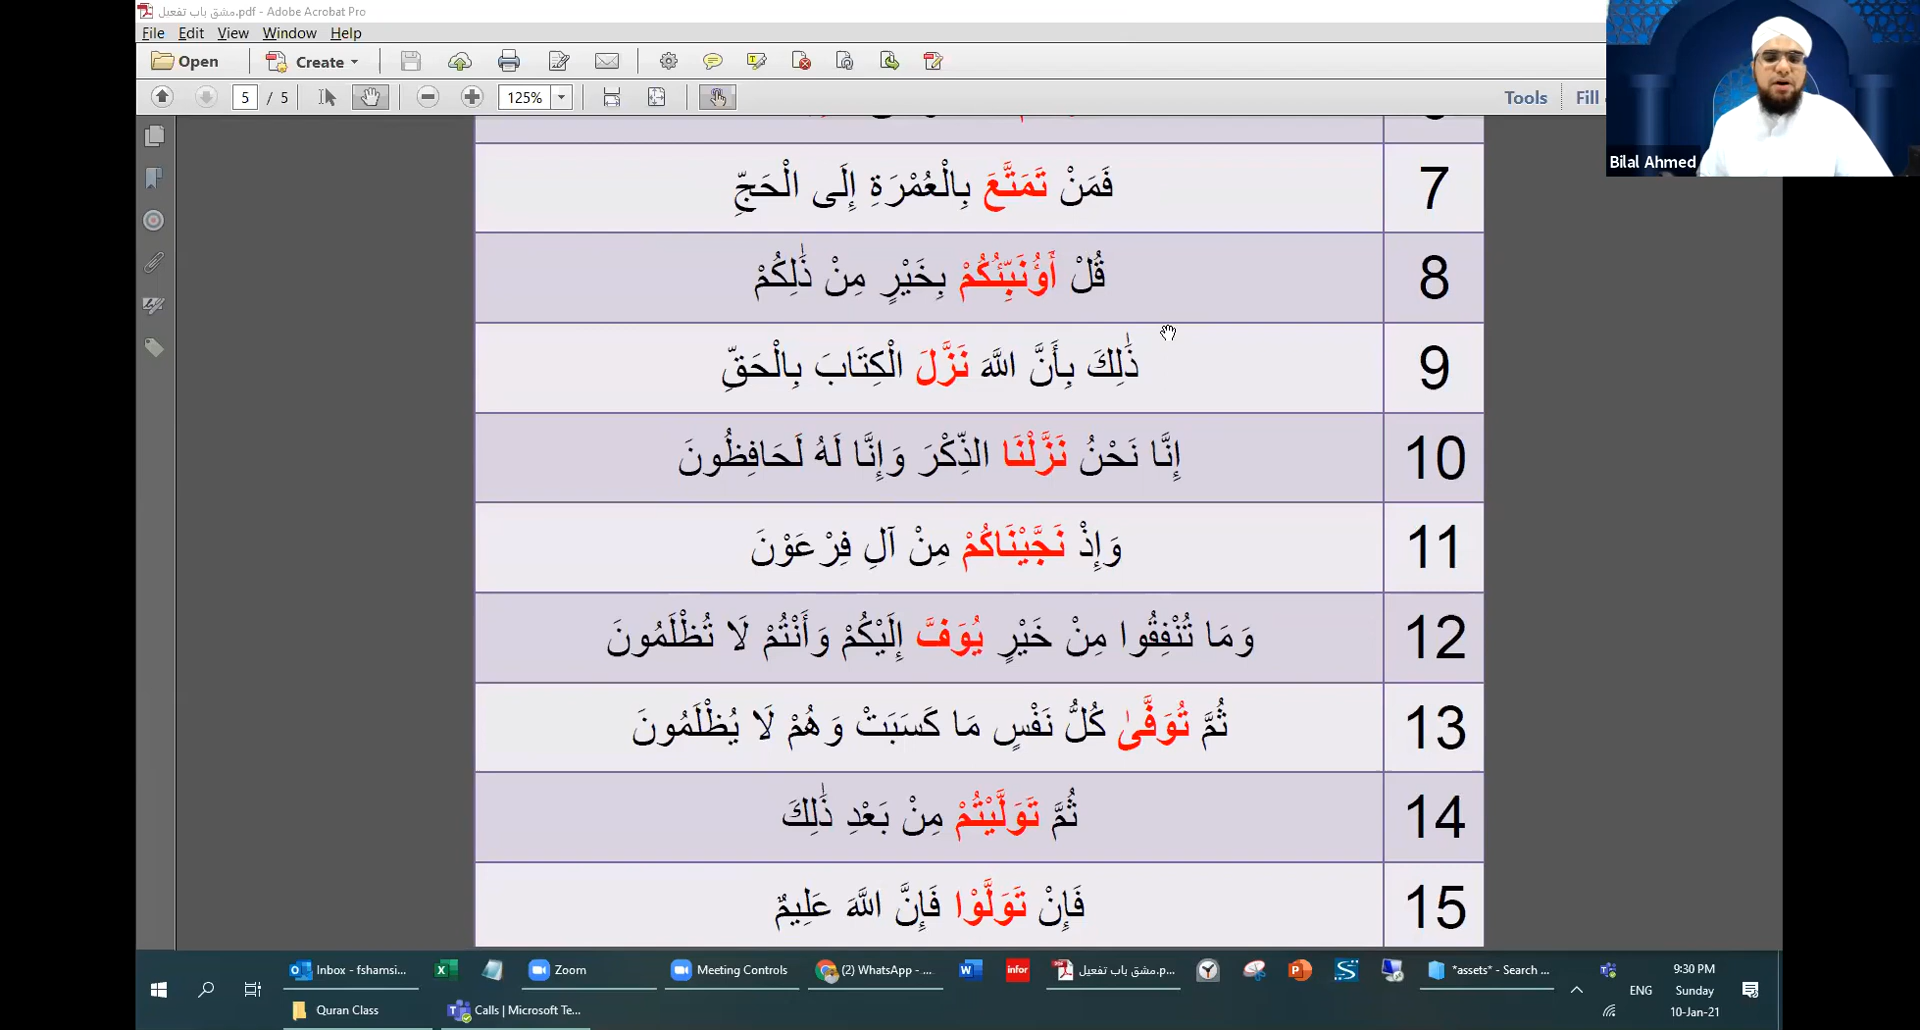 مشق باب تفعيل.pdf - Adobe Acrobat Pro
File Edit View Window Help
Open Create
5 / 5 125% Tools Fill
Bilal Ahmed
7 فَمَنْ تَمَتَّعَ بِالْعُمْرَةِ إِلَى الْحَجِّ
8 قُلْ أَؤُنَبِّئُكُمْ بِخَيْرٍ مِنْ ذَٰلِكُمْ
9 ذَٰلِكَ بِأَنَّ اللَّهَ نَزَّلَ الْكِتَابَ بِالْحَقِّ
10 إِنَّا نَحْنُ نَزَّلْنَا الذِّكْرَ وَإِنَّا لَهُ لَحَافِظُونَ
11 وَإِذْ نَجَّيْنَاكُمْ مِنْ آلِ فِرْعَوْنَ
12 وَمَا تُنْفِقُوا مِنْ خَيْرٍ يُوَفَّ إِلَيْكُمْ وَأَنْتُمْ لَا تُظْلَمُونَ
13 ثُمَّ تُوَفَّىٰ كُلُّ نَفْسٍ مَا كَسَبَتْ وَهُمْ لَا يُظْلَمُونَ
14 ثُمَّ تَوَلَّيْتُمْ مِنْ بَعْدِ ذَٰلِكَ
15 فَإِنْ تَوَلَّوْا فَإِنَّ اللَّهَ عَلِيمٌ
Inbox - fshamsi... Zoom Meeting Controls (2) WhatsApp - ... infor مشق باب تفعيل.p... *assets* - Search ... 9:30 PM
ENG Sunday
Quran Class Calls | Microsoft Te... 10-Jan-21